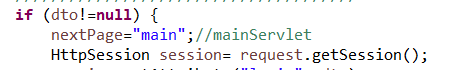 if (dto!=null) {
nextPage="main";//mainServlet
HttpSession session= request.getSession();